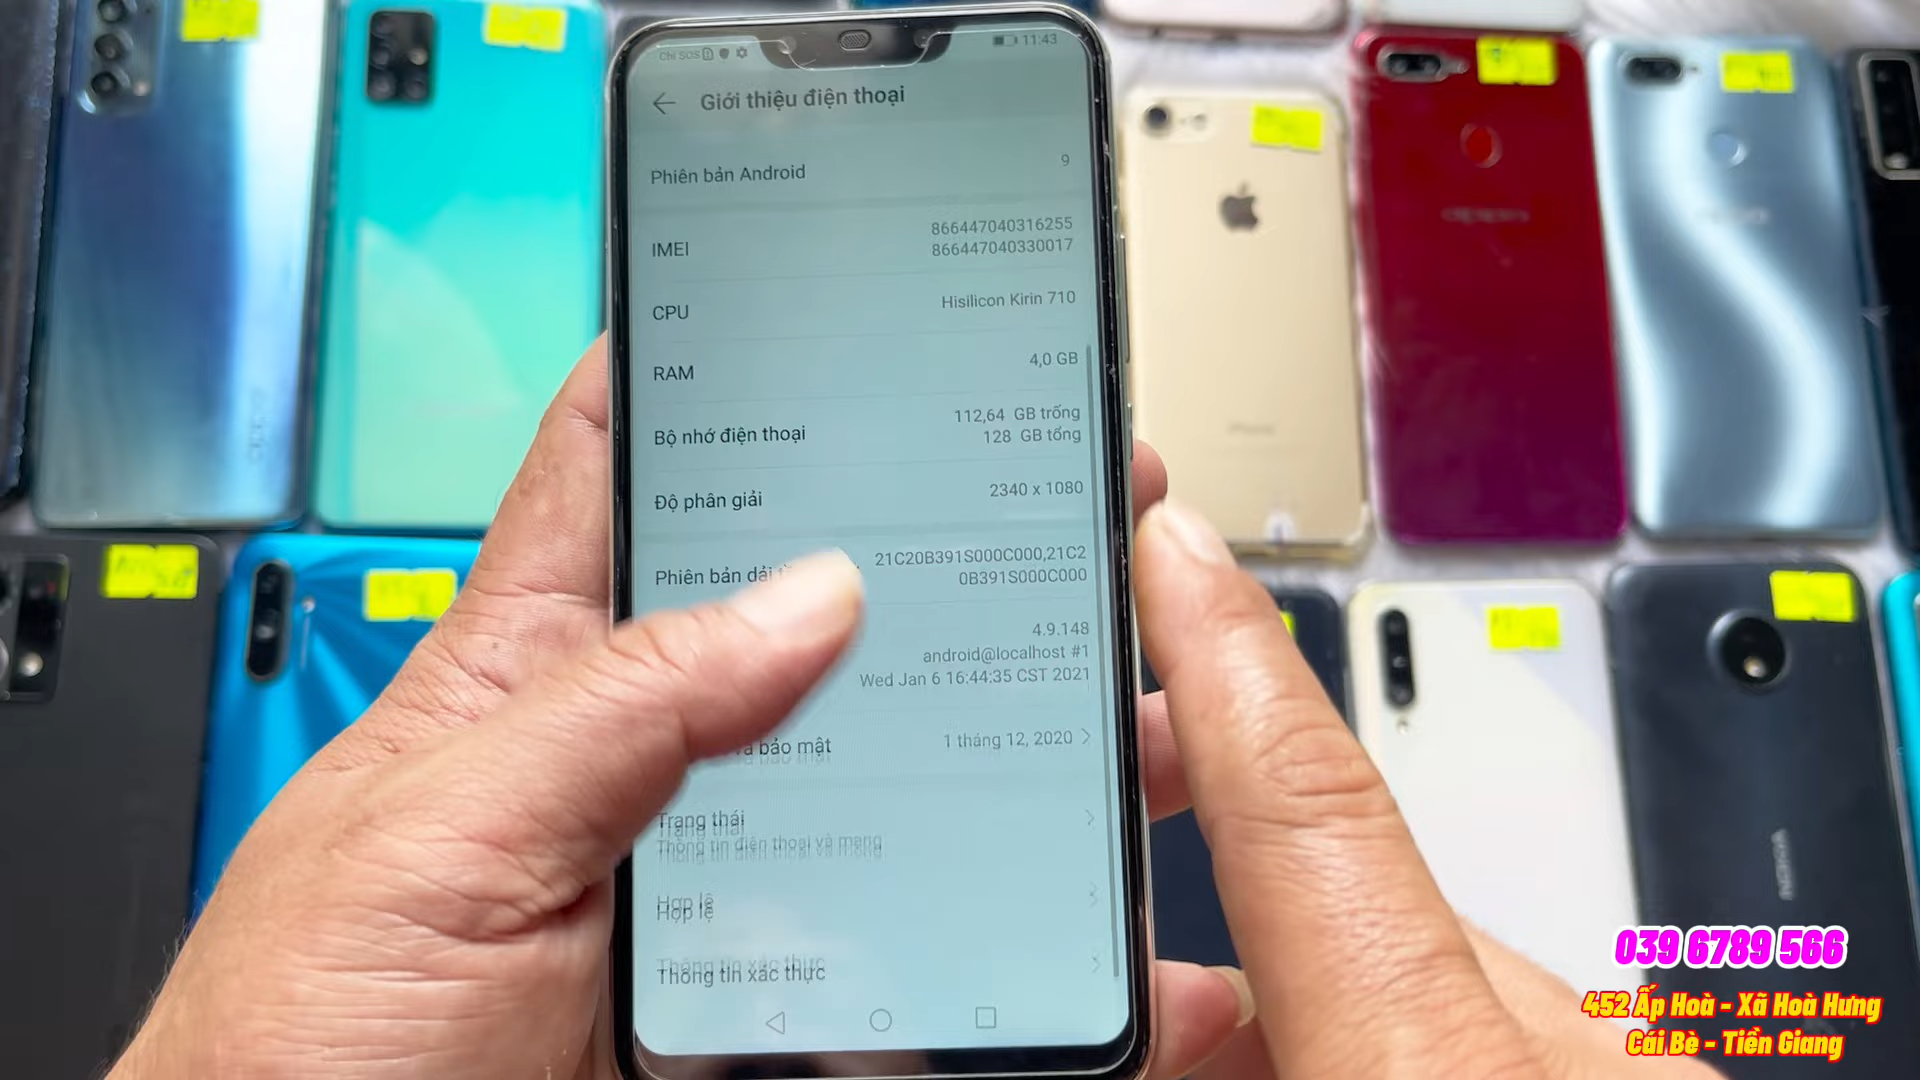 Chỉ SOS
11:43
Giới thiệu điện thoại
Phiên bản Android
9
IMEI
866447040316255
866447040330017
CPU
Hisilicon Kirin 710
RAM
4,0 GB
Bộ nhớ điện thoại
112,64 GB trống
128 GB tổng
Độ phân giải
2340 x 1080
Phiên bản dải
21C20B391S000C000,21C2
0B391S000C000
4.9.148
android@localhost #1
Wed Jan 6 16:44:35 CST 2021
bảo mật
1 tháng 12, 2020
Trạng thái
Thông tin điện thoại và mạng
Hợp lệ
Thông tin xác thực
oppo
NOKIA
039 6789 566
452 Ấp Hoà - Xã Hoà Hưng
Cái Bè - Tiền Giang